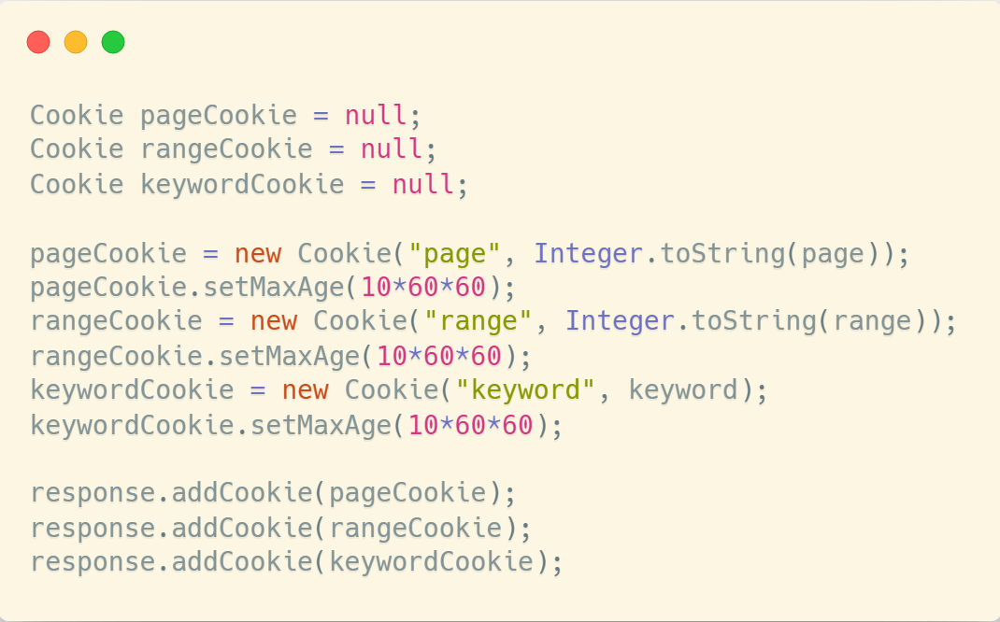 Cookie pageCookie = null;
Cookie rangeCookie = null;
Cookie keywordCookie = null;

pageCookie = new Cookie("page", Integer.toString(page));
pageCookie.setMaxAge(10*60*60);
rangeCookie = new Cookie("range", Integer.toString(range));
rangeCookie.setMaxAge(10*60*60);
keywordCookie = new Cookie("keyword", keyword);
keywordCookie.setMaxAge(10*60*60);

response.addCookie(pageCookie);
response.addCookie(rangeCookie);
response.addCookie(keywordCookie);